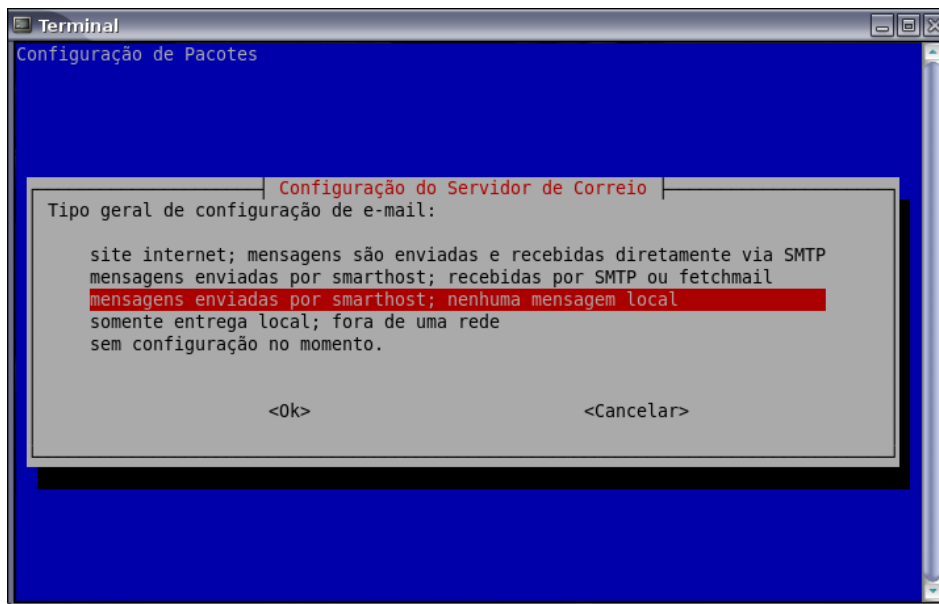 Terminal
Configuração de Pacotes
Configuração do Servidor de Correio
Tipo geral de configuração de e-mail:
site internet; mensagens são enviadas e recebidas diretamente via SMTP
mensagens enviadas por smarthost; recebidas por SMTP ou fetchmail
mensagens enviadas por smarthost; nenhuma mensagem local
somente entrega local; fora de uma rede
sem configuração no momento.
<Ok> <Cancelar>